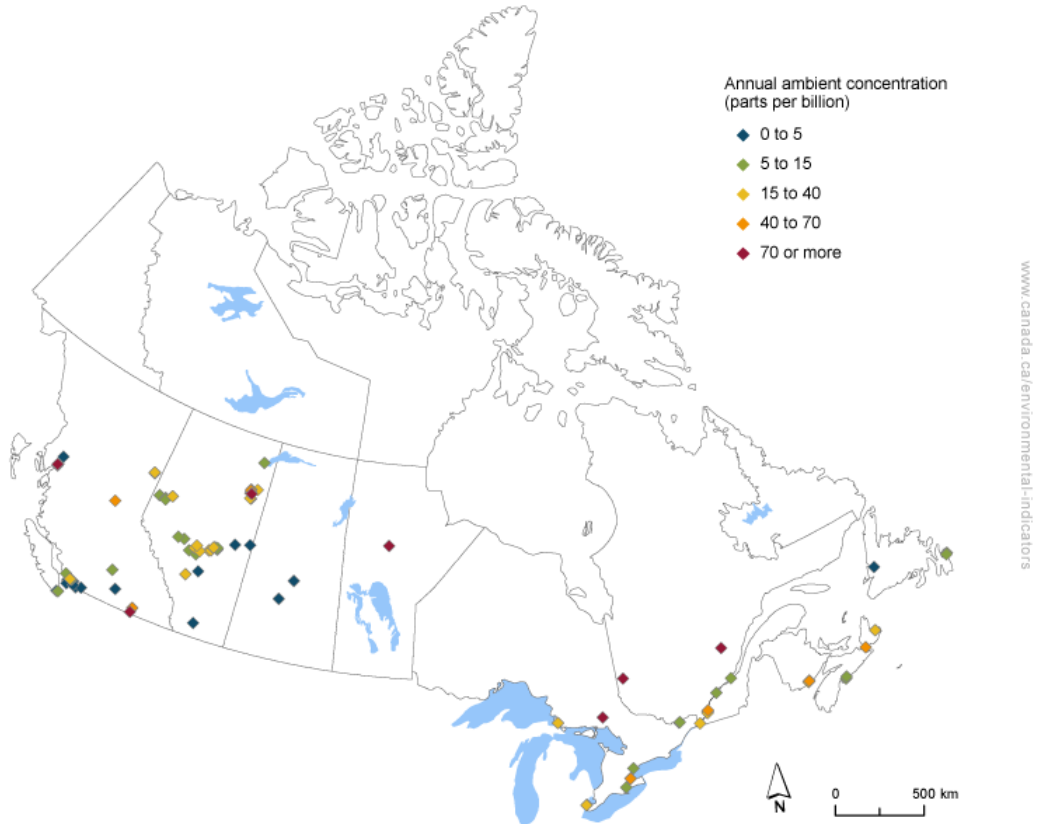 Annual ambient concentration
(parts per billion)
0 to 5
5 to 15
15 to 40
40 to 70
70 or more
www.canada.ca/environmental-indicators
N
0 500 km